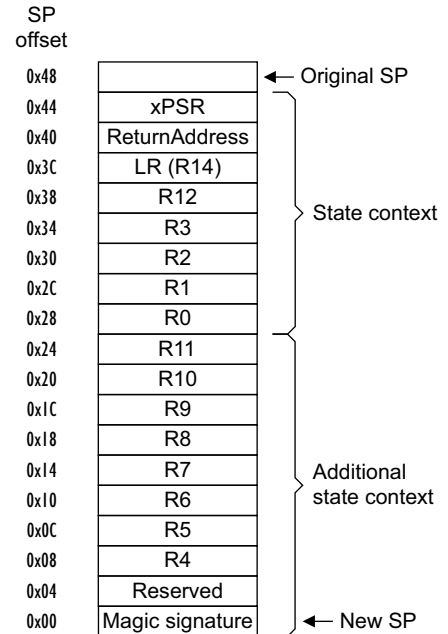 SP
offset
0x48 Original SP
0x44 xPSR
0x40 ReturnAddress
0x3C LR (R14)
0x38 R12
0x34 R3
State context
0x30 R2
0x2C R1
0x28 R0
0x24 R11
0x20 R10
0x1C R9
0x18 R8
0x14 R7
Additional
state context
0x10 R6
0x0C R5
0x08 R4
0x04 Reserved
0x00 Magic signature New SP